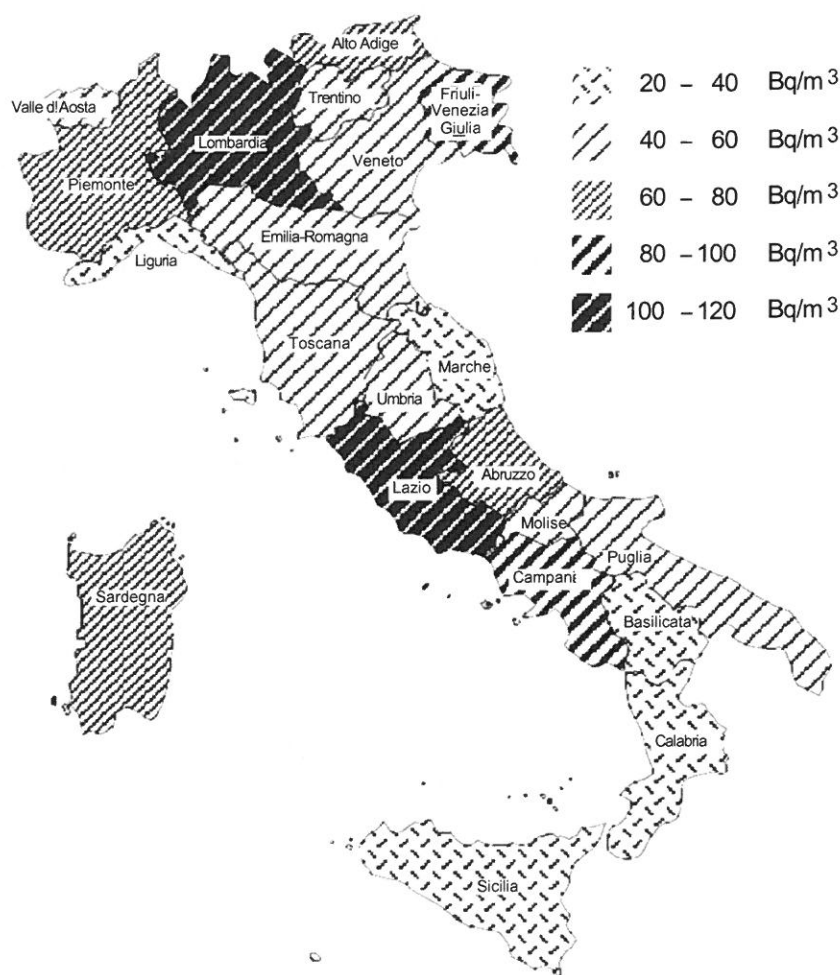 Alto Adige
Valle d'Aosta
Trentino
Friuli-
Venezia
Giulia
Lombardia
Veneto
Piemonte
Emilia-Romagna
Liguria
Toscana
Marche
Umbria
Lazio
Abruzzo
Molise
Puglia
Campani
Basilicata
Sardegna
Calabria
Sicilia
20 – 40 Bq/m³
40 – 60 Bq/m³
60 – 80 Bq/m³
80 – 100 Bq/m³
100 – 120 Bq/m³